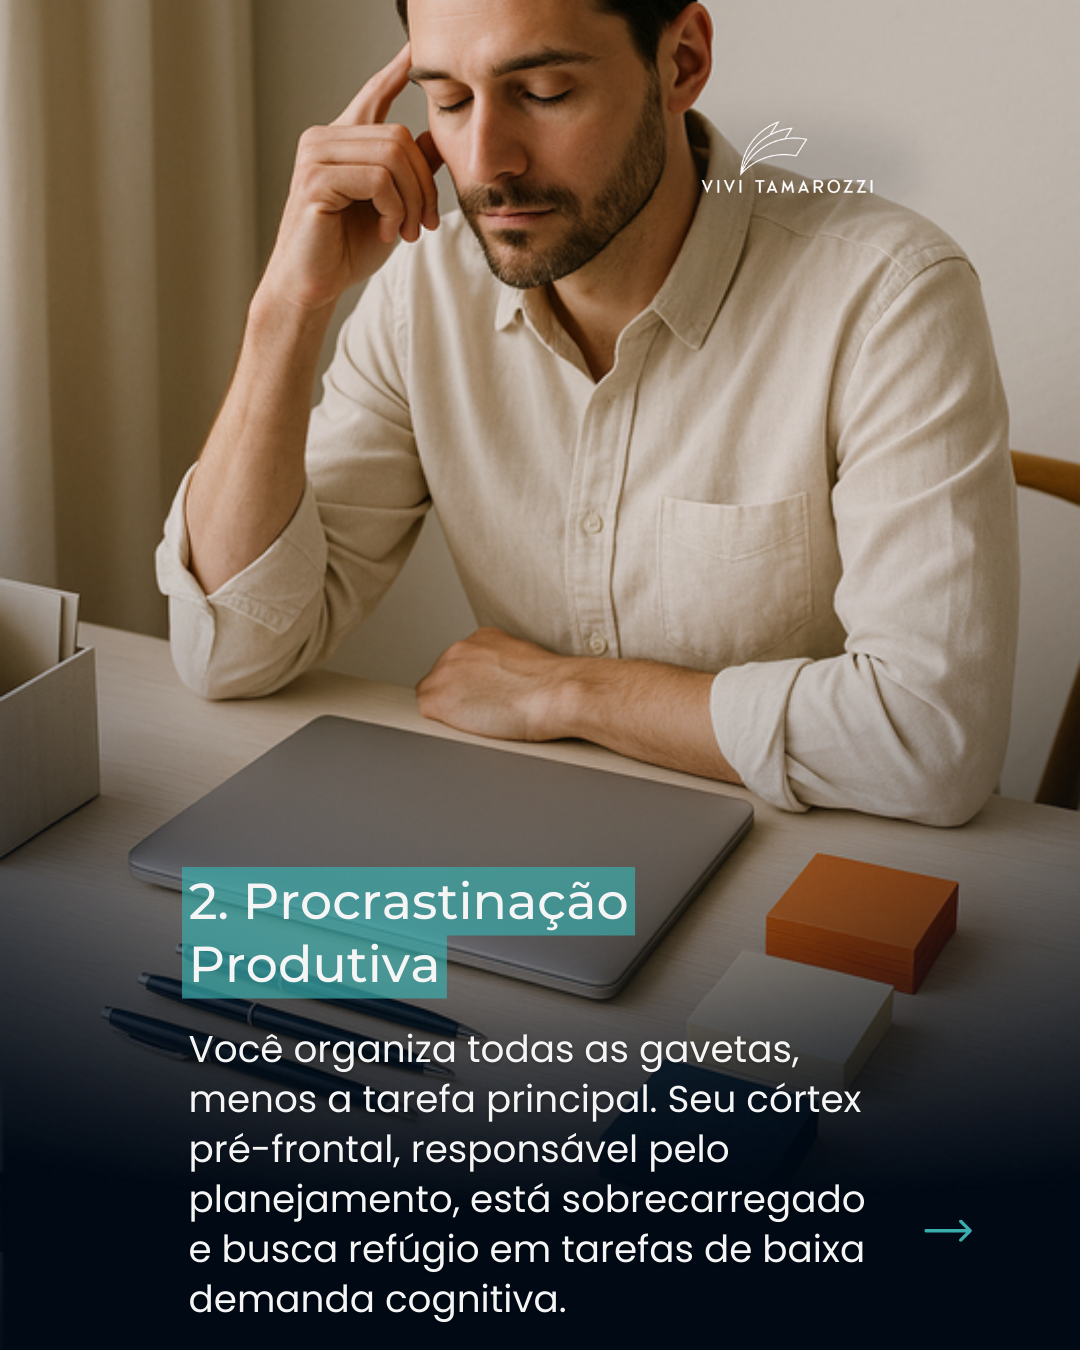 VIVI TAMAROZZI
2. Procrastinação
Produtiva
Você organiza todas as gavetas,
menos a tarefa principal. Seu córtex
pré-frontal, responsável pelo
planejamento, está sobrecarregado
e busca refúgio em tarefas de baixa
demanda cognitiva.